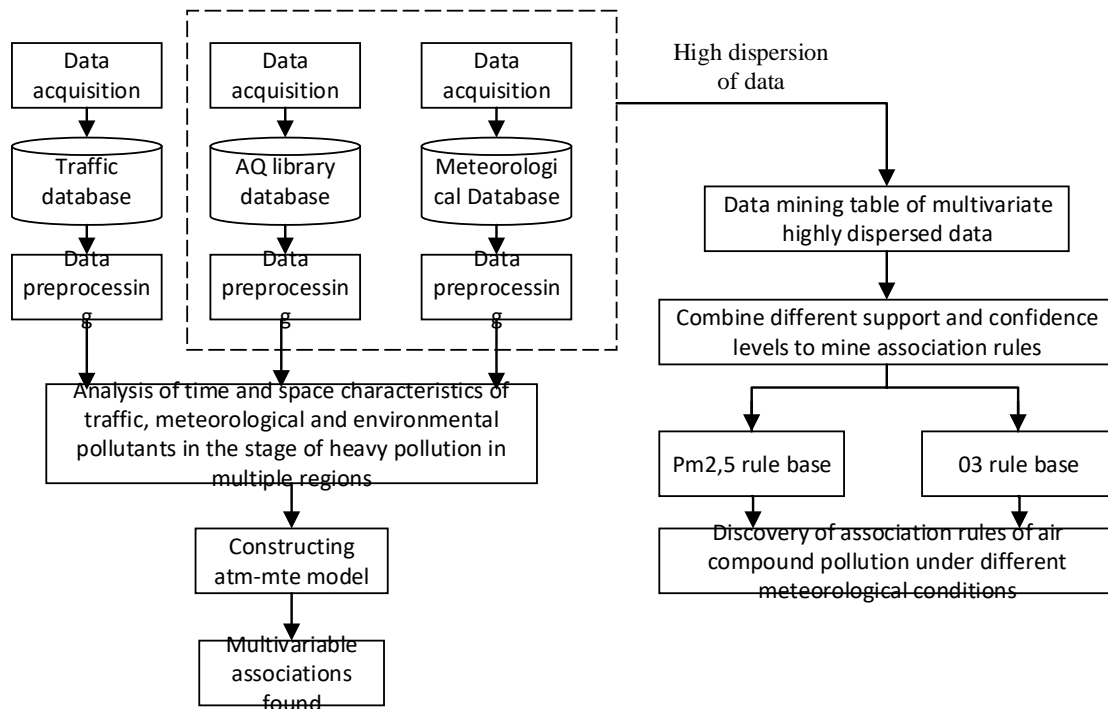 Data
acquisition
Data
acquisition
Data
acquisition
High dispersion
of data
Traffic
database
AQ library
database
Meteorologi
cal Database
Data mining table of multivariate
highly dispersed data
Data
preprocessin
g
Data
preprocessin
g
Data
preprocessin
g
Combine different support and confidence
levels to mine association rules
Analysis of time and space characteristics of
traffic, meteorological and environmental
pollutants in the stage of heavy pollution in
multiple regions
Pm2,5 rule base
03 rule base
Constructing
atm-mte model
Discovery of association rules of air
compound pollution under different
meteorological conditions
Multivariable
associations
found